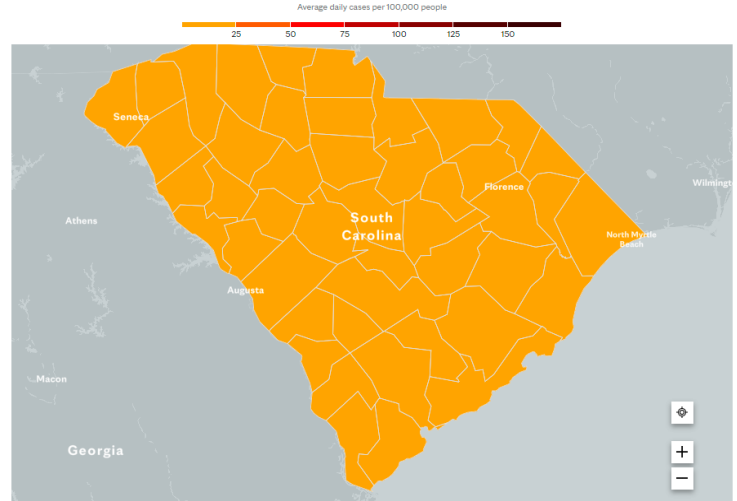 Average daily cases per 100,000 people
25 50 75 100 125 150
Seneca
Florence
Wilmingt
South
Carolina
Athens
North Myrtle
Beach
Augusta
Macon
Georgia
+
−